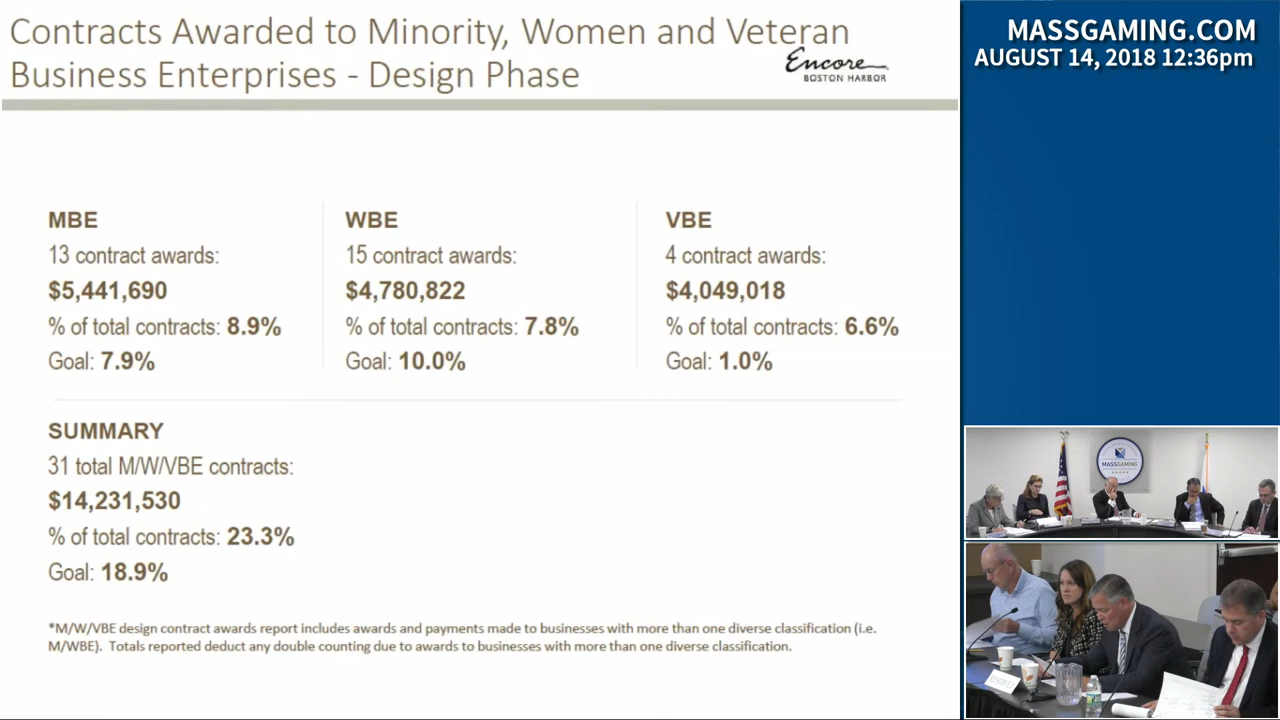 Contracts Awarded to Minority, Women and Veteran
Business Enterprises - Design Phase
Encore
BOSTON HARBOR
MBE
13 contract awards:
$5,441,690
% of total contracts: 8.9%
Goal: 7.9%
WBE
15 contract awards:
$4,780,822
% of total contracts: 7.8%
Goal: 10.0%
VBE
4 contract awards:
$4,049,018
% of total contracts: 6.6%
Goal: 1.0%
SUMMARY
31 total M/W/VBE contracts:
$14,231,530
% of total contracts: 23.3%
Goal: 18.9%
*M/W/VBE design contract awards report includes awards and payments made to businesses with more than one diverse classification (i.e.
M/WBE). Totals reported deduct any double counting due to awards to businesses with more than one diverse classification.
MASSGAMING.COM
AUGUST 14, 2018 12:36pm
MASSGAMING